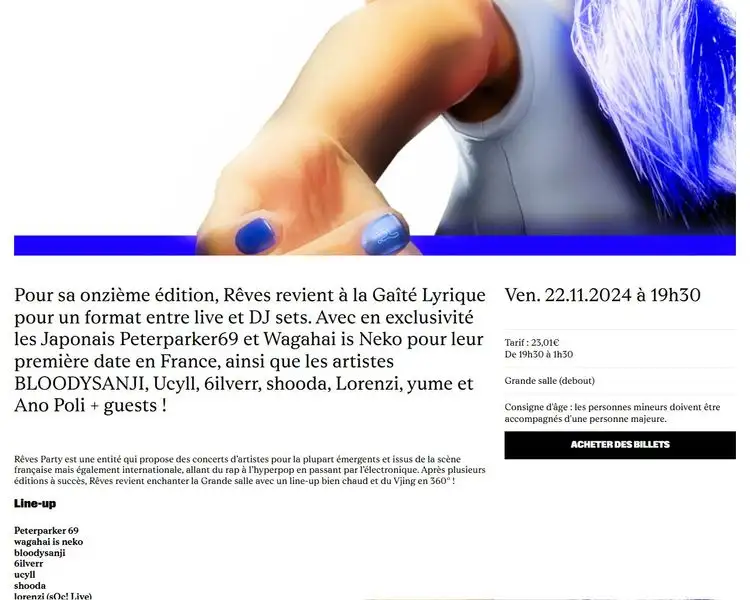 Pour sa onzième édition, Rêves revient à la Gaîté Lyrique
pour un format entre live et DJ sets. Avec en exclusivité
les Japonais Peterparker69 et Wagahai is Neko pour leur
première date en France, ainsi que les artistes
BLOODYSANJI, Ucyll, 6ilverr, shooda, Lorenzi, yume et
Ano Poli + guests !
Rêves Party est une entité qui propose des concerts d'artistes pour la plupart émergents et issus de la scène
française mais également internationale, allant du rap à l'hyperpop en passant par l'électronique. Après plusieurs
éditions à succès, Rêves revient enchanter la Grande salle avec un line-up bien chaud et du Vjing en 360° !
Line-up
Peterparker 69
wagahai is neko
bloodysanji
6ilverr
ucyll
shooda
lorenzi (sQc! Live)
Ven. 22.11.2024 à 19h30
Tarif : 23,01€
De 19h30 à 1h30
Grande salle (debout)
Consigne d'âge : les personnes mineurs doivent être
accompagnés d'une personne majeure.
ACHETER DES BILLETS